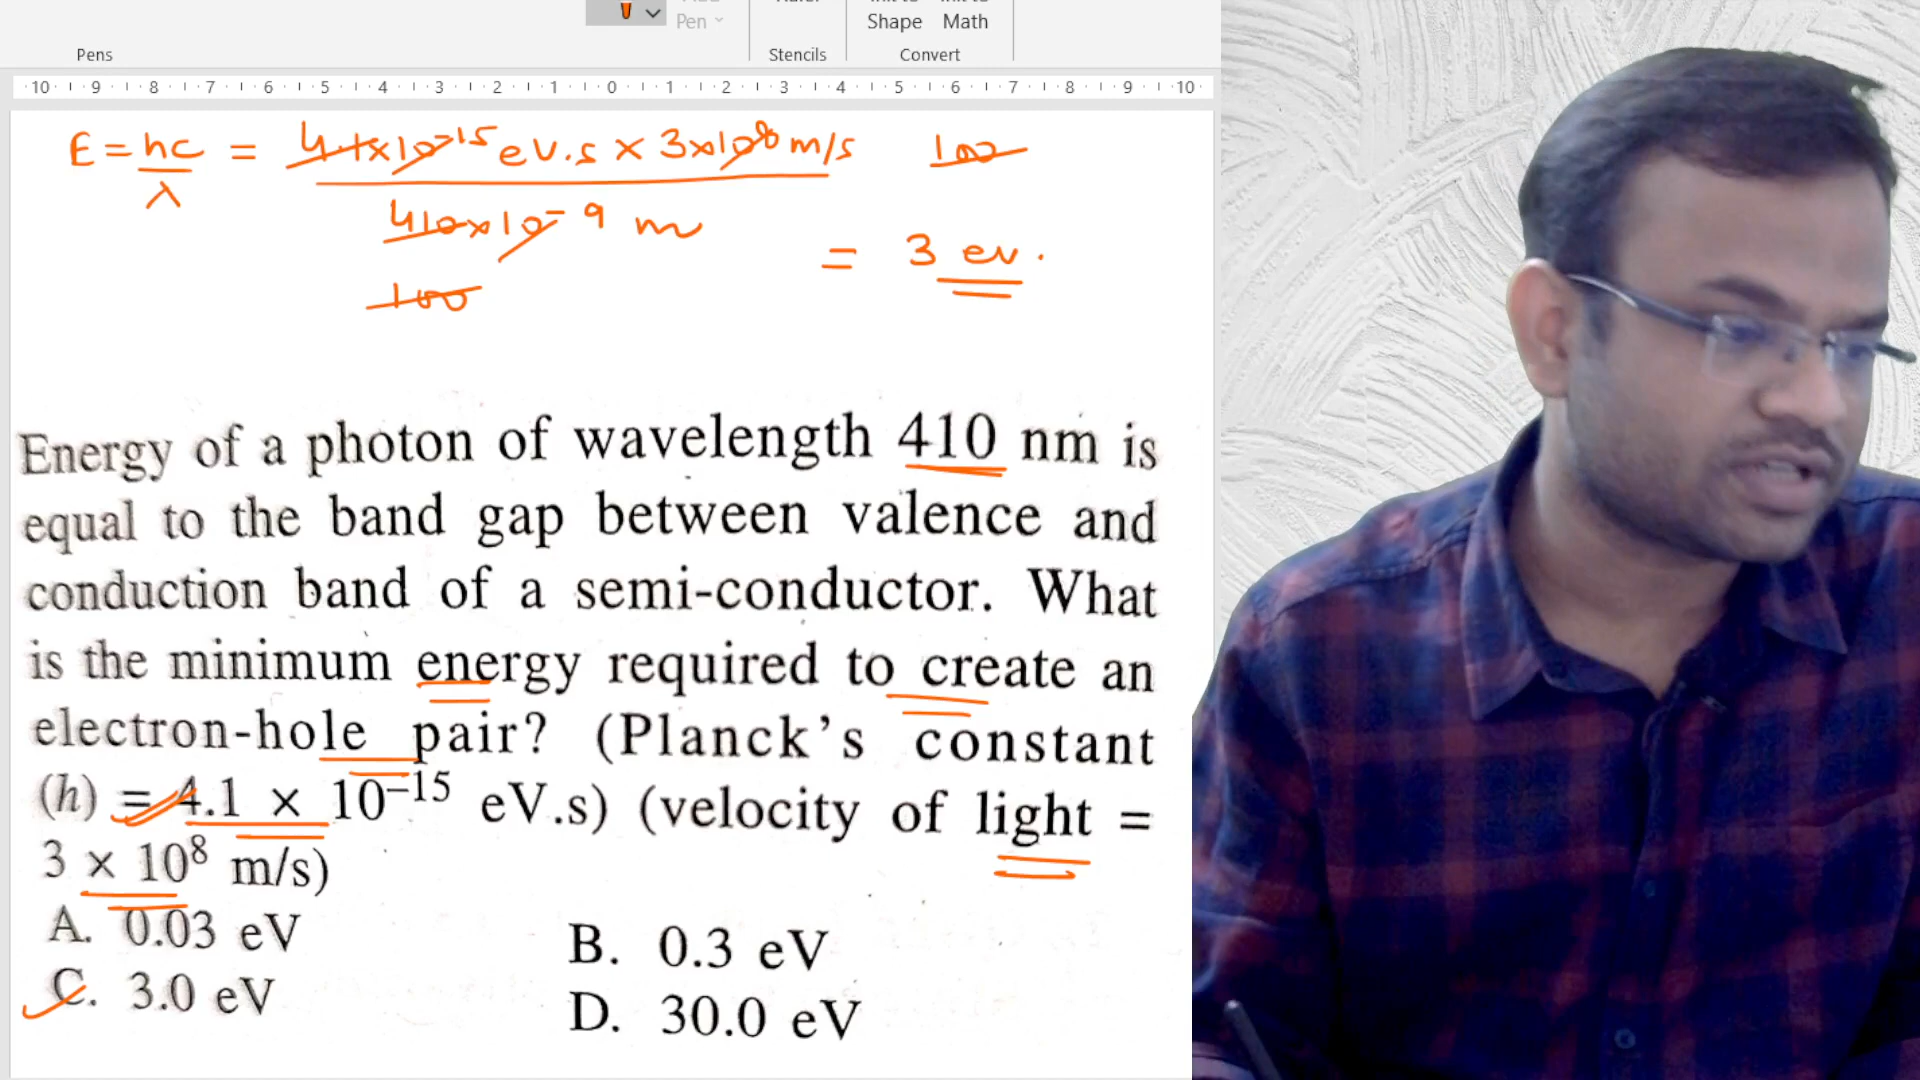 Pen
Shape Math
Pens
Stencils
Convert
10 9 8 7 6 5 4 3 2 1 0 1 2 3 4 5 6 7 8 9 10
E = hc/λ = 4.1×10⁻¹⁵ eV.s × 3×10⁸ m/s 100
410×10⁻⁹ m
= 3 ev.
100
Energy of a photon of wavelength 410 nm is
equal to the band gap between valence and
conduction band of a semi-conductor. What
is the minimum energy required to create an
electron-hole pair? (Planck's constant
(h) = 4.1 × 10⁻¹⁵ eV.s) (velocity of light =
3 × 10⁸ m/s)
A. 0.03 eV
B. 0.3 eV
C. 3.0 eV
D. 30.0 eV